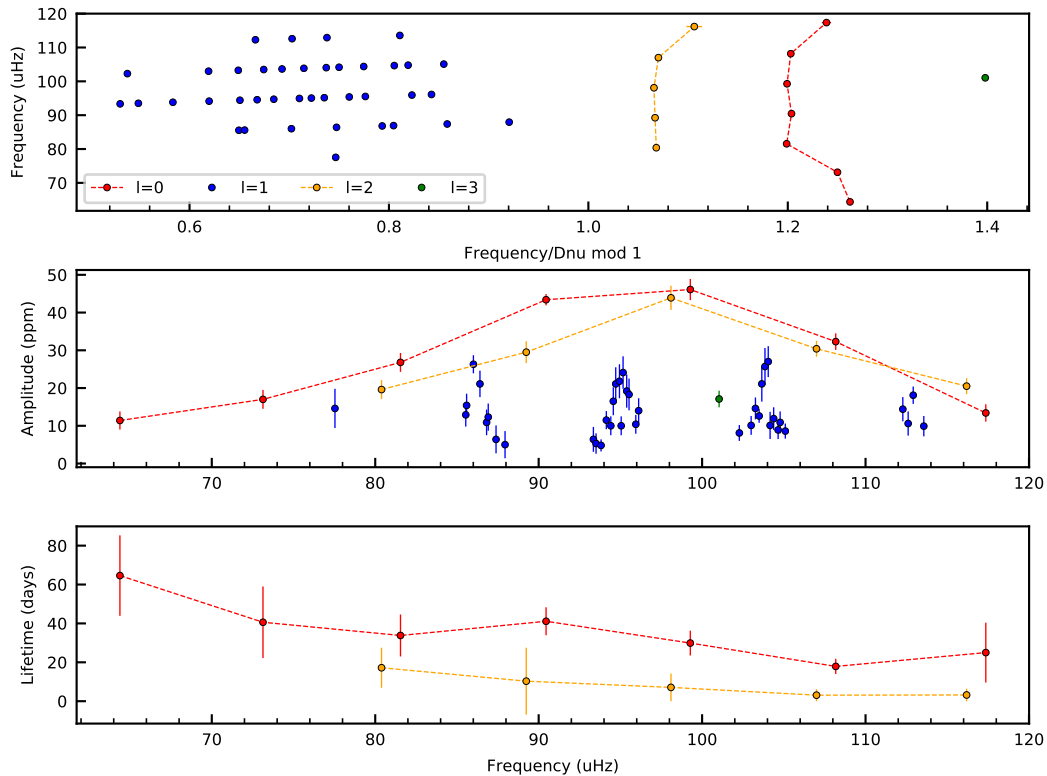 120
110
100
90
80
70
Frequency (uHz)
l=0 l=1 l=2 l=3
0.6 0.8 1.0 1.2 1.4
Frequency/Dnu mod 1
50
40
30
20
10
0
Amplitude (ppm)
70 80 90 100 110 120
80
60
40
20
0
Lifetime (days)
70 80 90 100 110 120
Frequency (uHz)